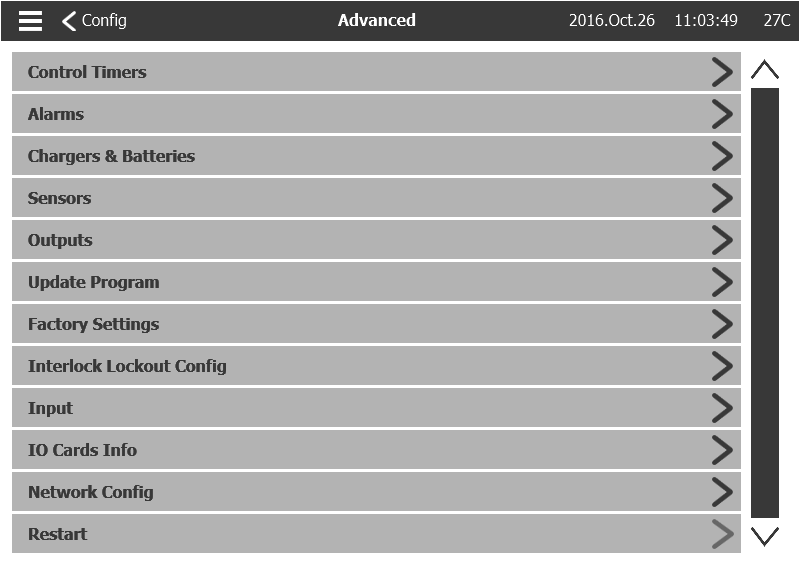 Config Advanced 2016.Oct.26 11:03:49 27C
Control Timers
Alarms
Chargers & Batteries
Sensors
Outputs
Update Program
Factory Settings
Interlock Lockout Config
Input
IO Cards Info
Network Config
Restart